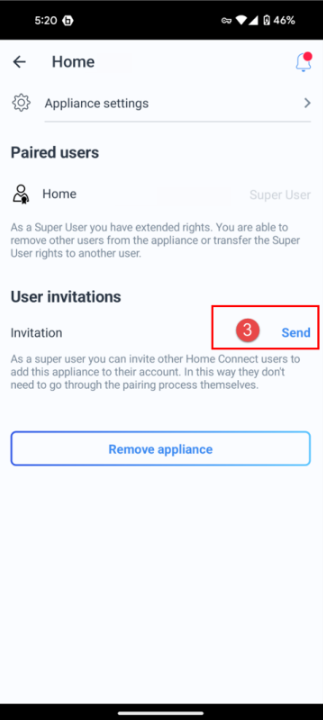 5:20 46%
Home
Appliance settings
Paired users
Home Super User
As a Super User you have extended rights. You are able to
remove other users from the appliance or transfer the Super
User rights to another user.
User invitations
Invitation 3 Send
As a super user you can invite other Home Connect users to
add this appliance to their account. In this way they don't
need to go through the pairing process themselves.
Remove appliance